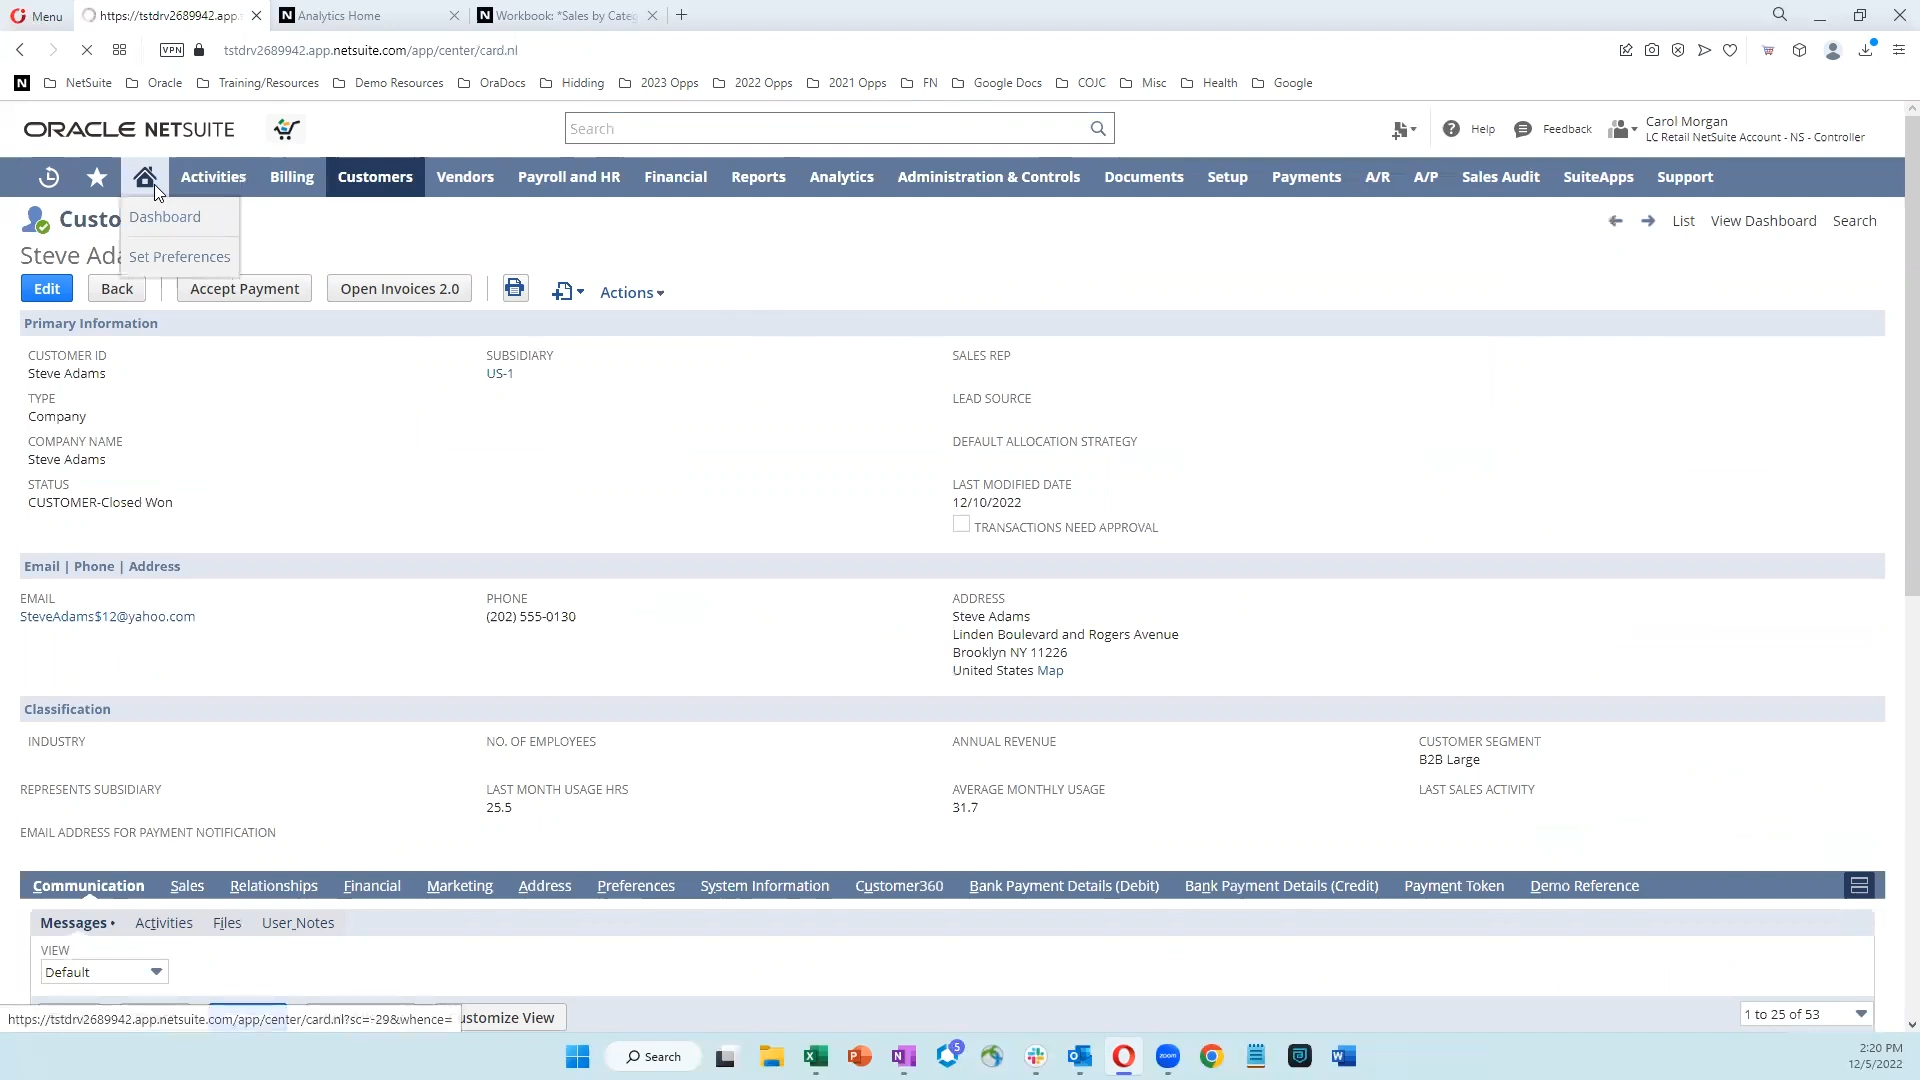 Menu
https://tstdrv2689942.app.
Analytics Home
Workbook: *Sales by Categ
VPN
tstdrv2689942.app.netsuite.com/app/center/card.nl
N NetSuite Oracle Training/Resources Demo Resources OraDocs Hidding 2023 Opps 2022 Opps 2021 Opps FN Google Docs COJC Misc Health Google
ORACLE NETSUITE
Search
Help
Feedback
Carol Morgan
LC Retail NetSuite Account - NS - Controller
Activities Billing Customers Vendors Payroll and HR Financial Reports Analytics Administration & Controls Documents Setup Payments A/R A/P Sales Audit SuiteApps Support
Dashboard
Set Preferences
Custo
List View Dashboard Search
Steve Ada
Edit Back Accept Payment Open Invoices 2.0 Actions
Primary Information
CUSTOMER ID
Steve Adams
TYPE
Company
COMPANY NAME
Steve Adams
STATUS
CUSTOMER-Closed Won
SUBSIDIARY
US-1
SALES REP
LEAD SOURCE
DEFAULT ALLOCATION STRATEGY
LAST MODIFIED DATE
12/10/2022
TRANSACTIONS NEED APPROVAL
Email | Phone | Address
EMAIL
SteveAdams$12@yahoo.com
PHONE
(202) 555-0130
ADDRESS
Steve Adams
Linden Boulevard and Rogers Avenue
Brooklyn NY 11226
United States Map
Classification
INDUSTRY
NO. OF EMPLOYEES
ANNUAL REVENUE
CUSTOMER SEGMENT
B2B Large
REPRESENTS SUBSIDIARY
LAST MONTH USAGE HRS
25.5
AVERAGE MONTHLY USAGE
31.7
LAST SALES ACTIVITY
EMAIL ADDRESS FOR PAYMENT NOTIFICATION
Communication Sales Relationships Financial Marketing Address Preferences System Information Customer360 Bank Payment Details (Debit) Bank Payment Details (Credit) Payment Token Demo Reference
Messages • Activities Files User Notes
VIEW
Default
https://tstdrv2689942.app.netsuite.com/app/center/card.nl?sc=-29&whence=
ustomize View
1 to 25 of 53
Search
5
zoom
2:20 PM
12/5/2022